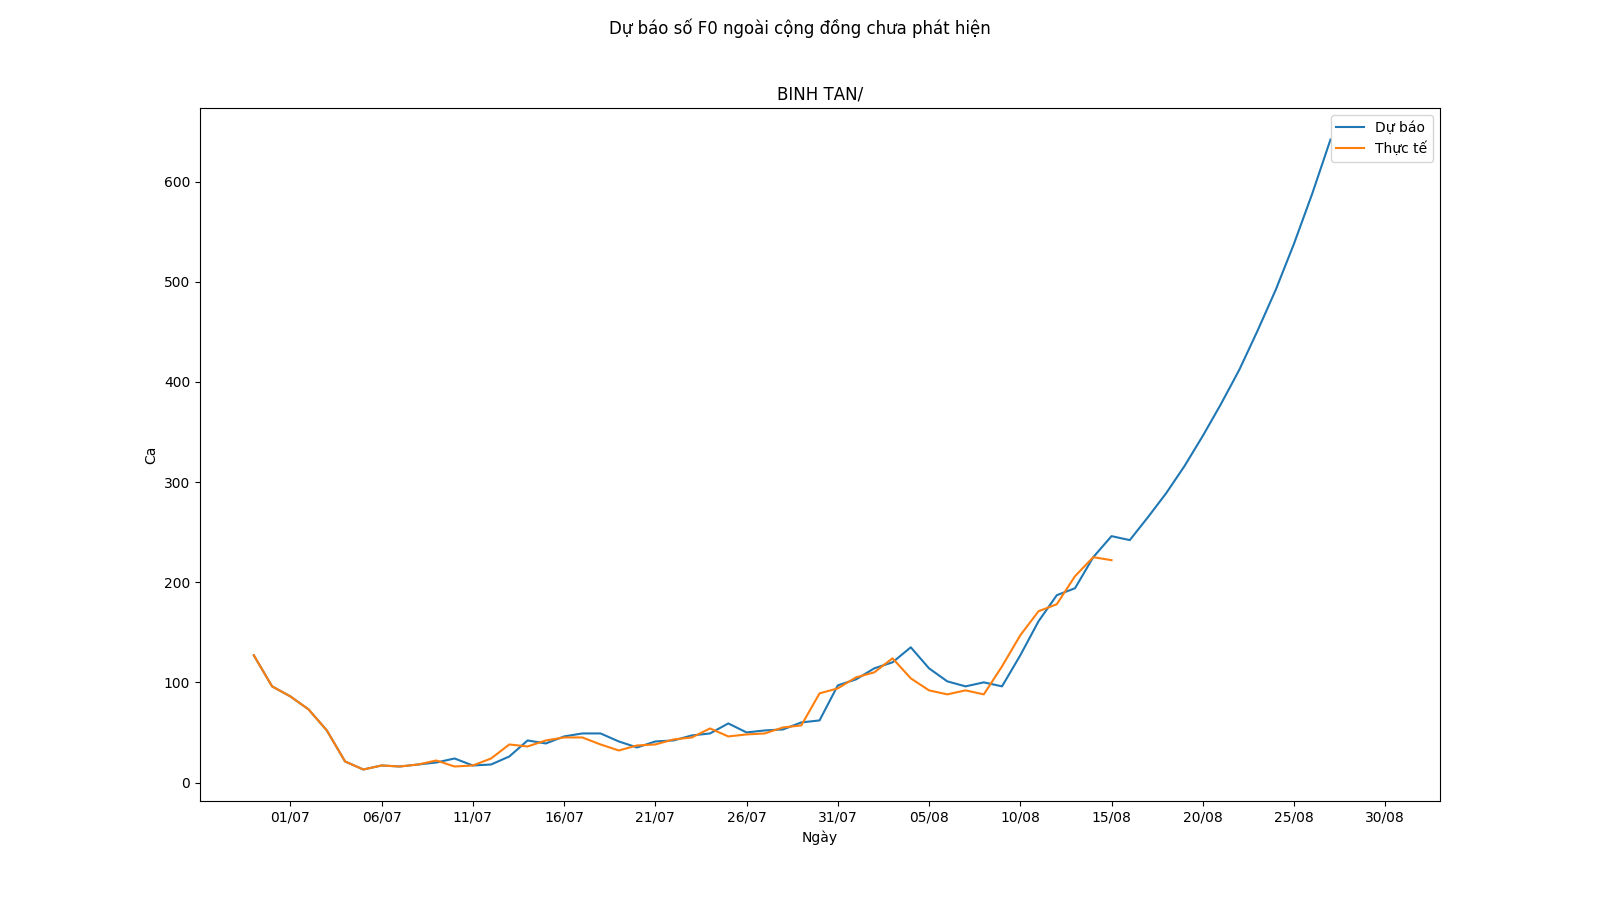 Dự báo số F0 ngoài cộng đồng chưa phát hiện
BINH TAN/
Dự báo
Thực tế
600
500
400
300
200
100
0
Ca
01/07 06/07 11/07 16/07 21/07 26/07 31/07 05/08 10/08 15/08 20/08 25/08 30/08
Ngày